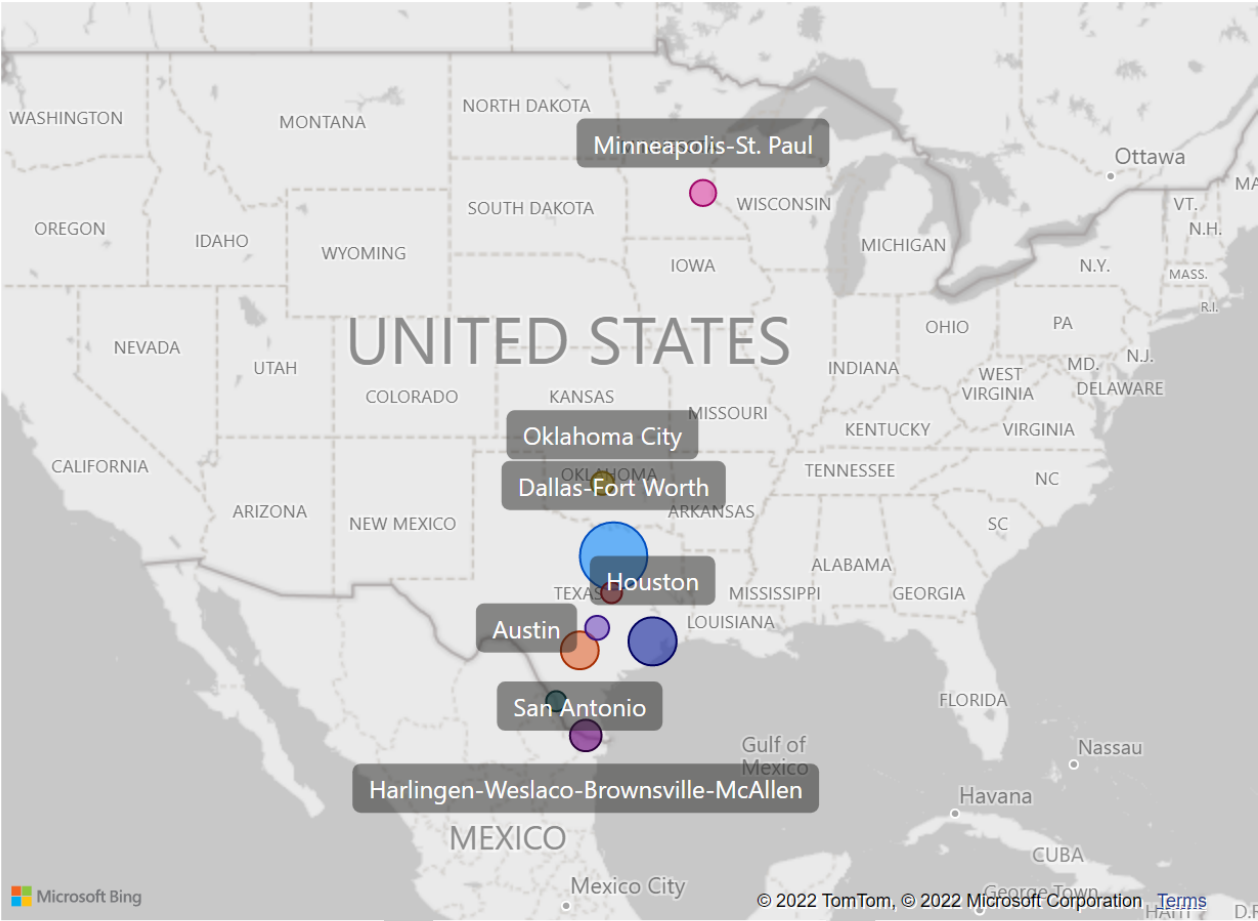 Ottawa
WASHINGTON
NORTH DAKOTA
MONTANA
Minneapolis-St. Paul
VT.
OREGON
SOUTH DAKOTA
WISCONSIN
N.H.
IDAHO
WYOMING
MICHIGAN
IOWA
N.Y.
MASS.
R.I.
UNITED STATES
NEVADA
UTAH
OHIO
PA
N.J.
MD.
INDIANA
WEST
VIRGINIA
DELAWARE
COLORADO
KANSAS
MISSOURI
KENTUCKY
VIRGINIA
Oklahoma City
CALIFORNIA
OKLAHOMA
TENNESSEE
NC
Dallas-Fort Worth
ARIZONA
NEW MEXICO
ARKANSAS
SC
ALABAMA
Houston
TEXAS
MISSISSIPPI
GEORGIA
LOUISIANA
Austin
San Antonio
FLORIDA
Gulf of
Mexico
Nassau
Harlingen-Weslaco-Brownsville-McAllen
Havana
MEXICO
CUBA
Mexico City
George Town
Microsoft Bing
© 2022 TomTom, © 2022 Microsoft Corporation Terms
HAITI